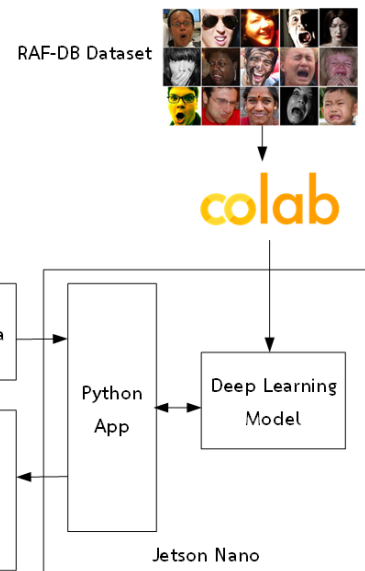 RAF-DB Dataset
colab
a
Python
App
Deep Learning
Model
Jetson Nano